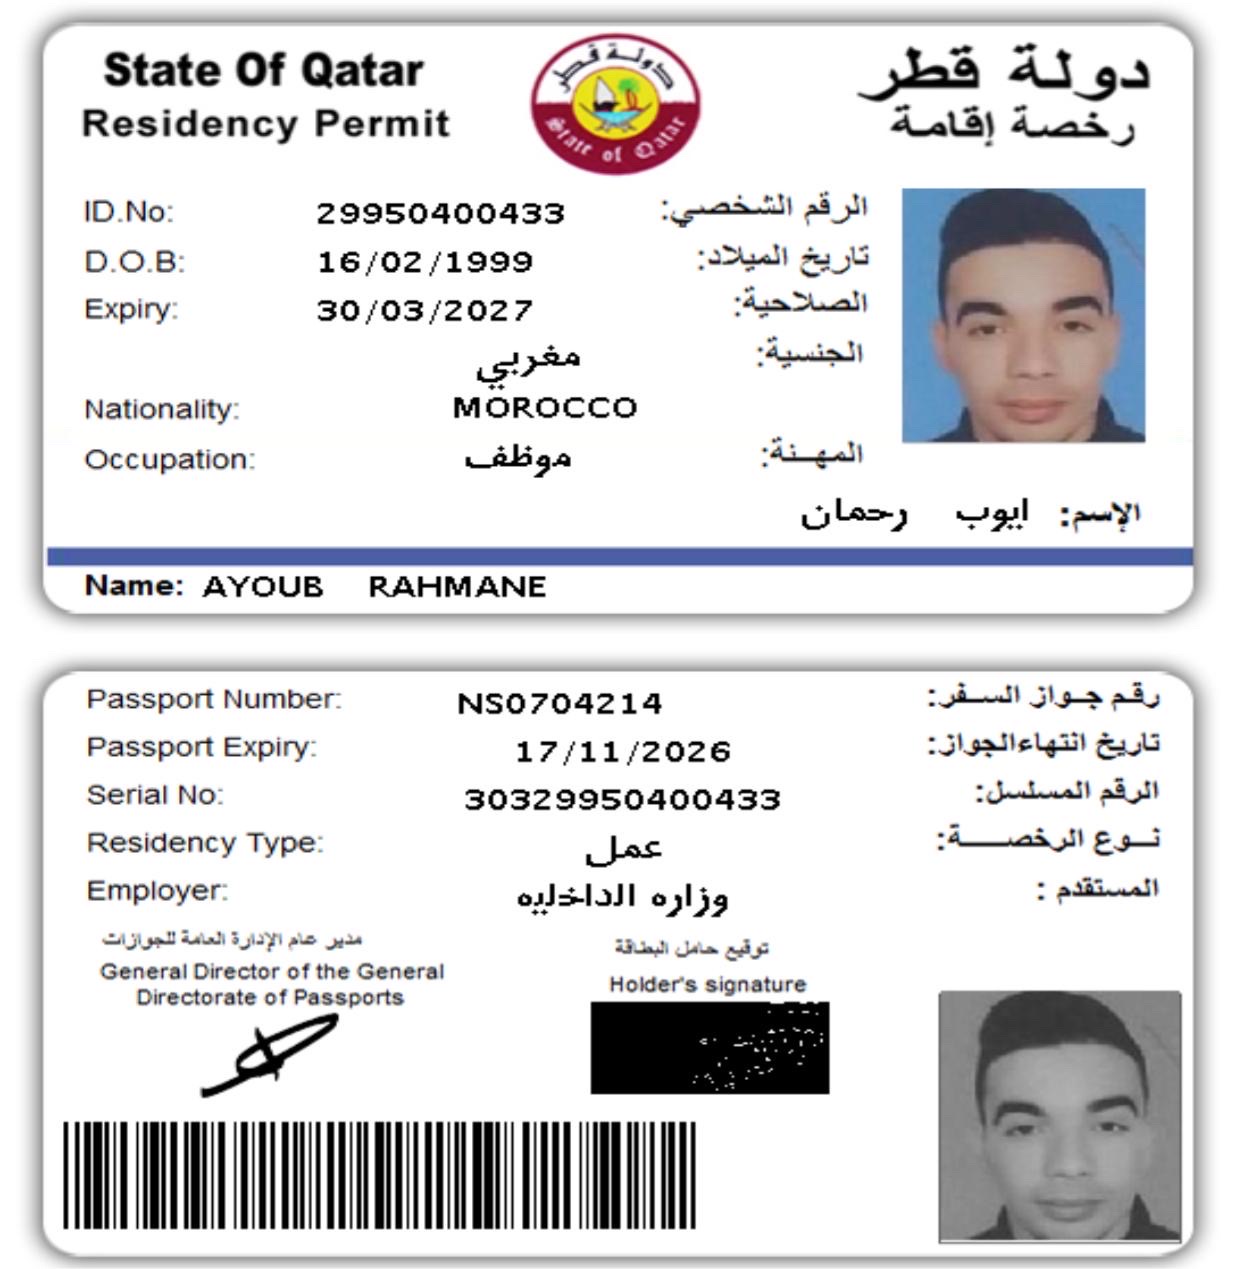 State Of Qatar
دولة قطر
Residency Permit
رخصة إقامة
دولة قطر
State of Qatar
ID.No: 29950400433 الرقم الشخصي:
D.O.B: 16/02/1999 تاريخ الميلاد:
Expiry: 30/03/2027 الصلاحية:
مغربي الجنسية:
Nationality: MOROCCO
Occupation: موظف المهـنة:
الإسم: ايوب رحمان
Name: AYOUB RAHMANE
Passport Number: NS0704214 رقم جـواز السـفر:
Passport Expiry: 17/11/2026 تاريخ انتهاءالجواز:
Serial No: 30329950400433 الرقم المسلسل:
Residency Type: عمل نــوع الرخصـــة:
Employer: وزاره الداخليه المستقدم :
مدير عام الإدارة العامة للجوازات
General Director of the General
Directorate of Passports
توقيع حامل البطاقة
Holder's signature